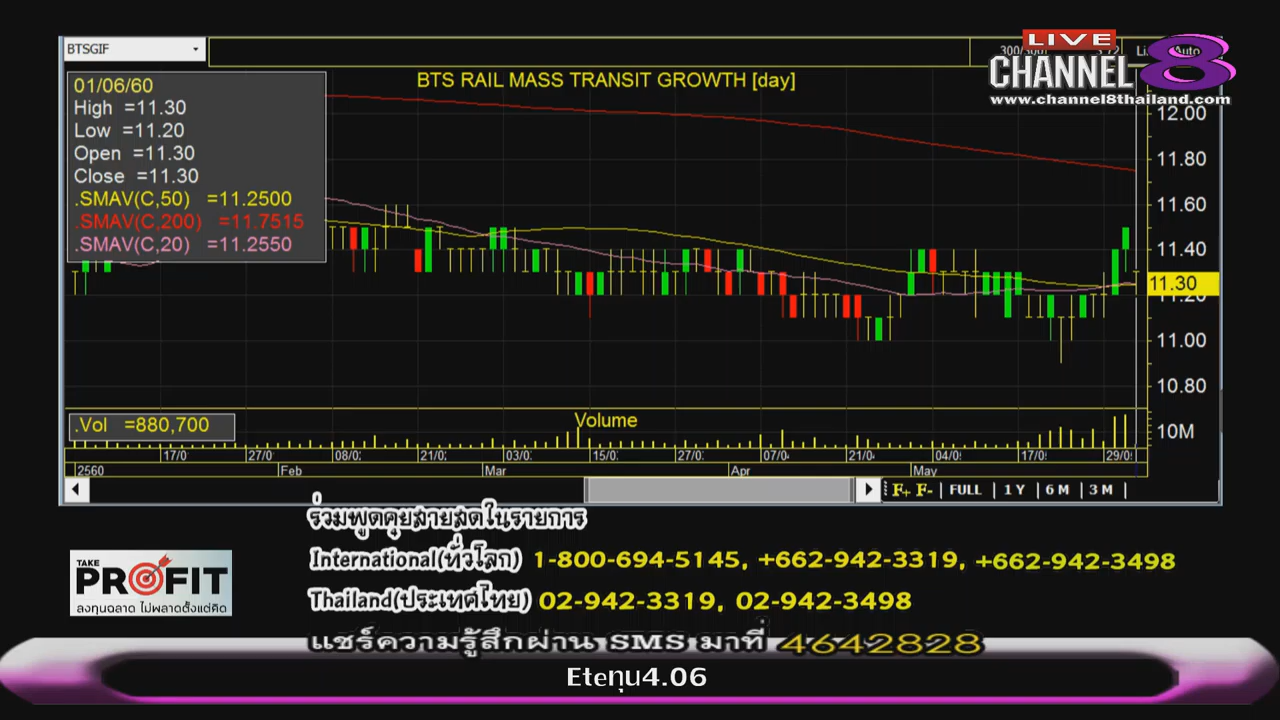 BTSGIF
LIVE
CHANNEL 8
www.channel8thailand.com
BTS RAIL MASS TRANSIT GROWTH [day]
01/06/60
High =11.30
Low =11.20
Open =11.30
Close =11.30
.SMAV(C,50) =11.2500
.SMAV(C,200) =11.7515
.SMAV(C,20) =11.2550
12.00
11.80
11.60
11.40
11.30
11.20
11.00
10.80
.Vol =880,700
Volume
10M
17/0 27/0 08/0 21/0 03/0 15/0 27/0 07/0 21/0 04/0 17/0 29/0
2560 Feb Mar Apr May
F+ F- | FULL | 1 Y | 6 M | 3 M |
ร่วมพูดคุยสายสดในรายการ
International(ทั่วโลก) 1-800-694-5145, +662-942-3319, +662-942-3498
TAKE
PROFIT
ลงทุนฉลาด ไม่พลาดตั้งแต่คิด
Thailand(ประเทศไทย) 02-942-3319, 02-942-3498
แชร์ความรู้สึกผ่าน SMS มาที่ 4642828
Eteทุน4.06